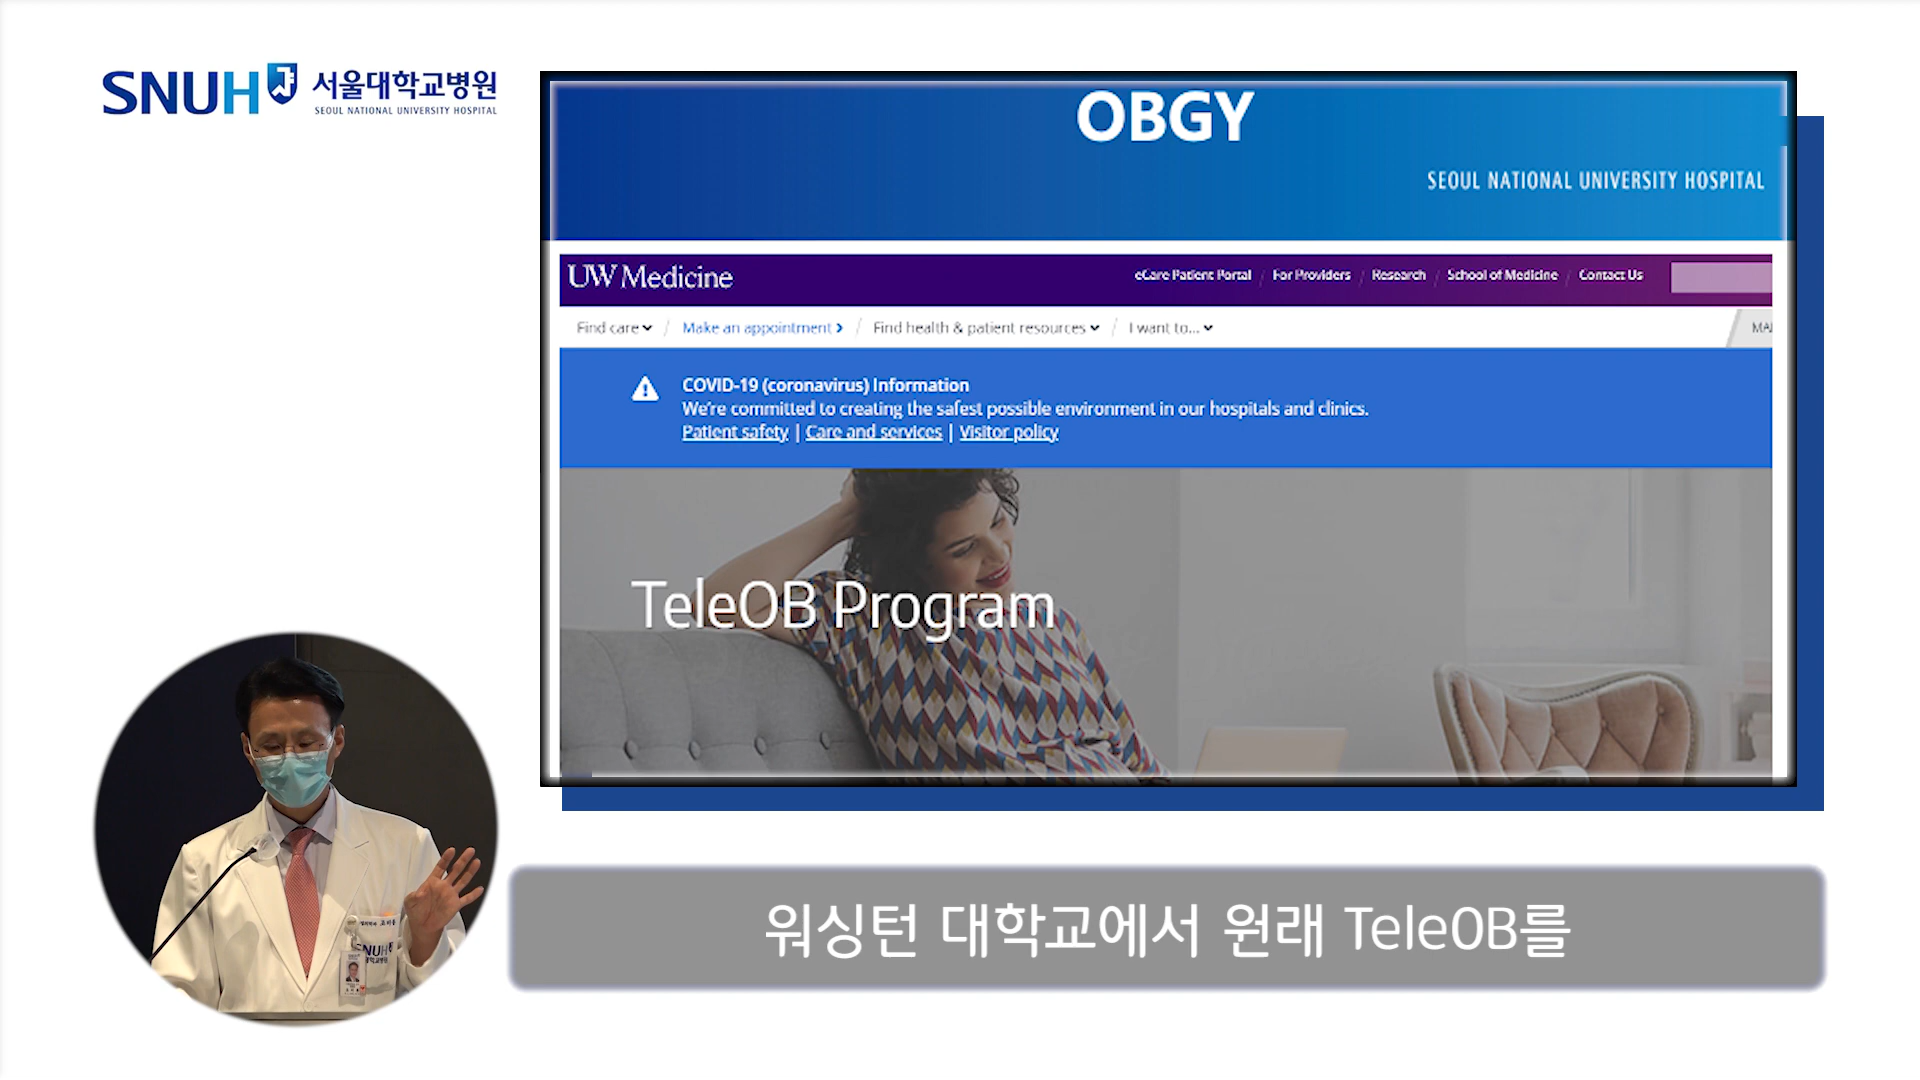 SNUH 서울대학교병원
SEOUL NATIONAL UNIVERSITY HOSPITAL
OBGY
SEOUL NATIONAL UNIVERSITY HOSPITAL
UW Medicine
eCare Patient Portal / For Providers / Research / School of Medicine / Contact Us
Find care / Make an appointment / Find health & patient resources / I want to...
COVID-19 (coronavirus) Information
We're committed to creating the safest possible environment in our hospitals and clinics.
Patient safety | Care and services | Visitor policy
TeleOB Program
SNUH
워싱턴 대학교에서 원래 TeleOB를